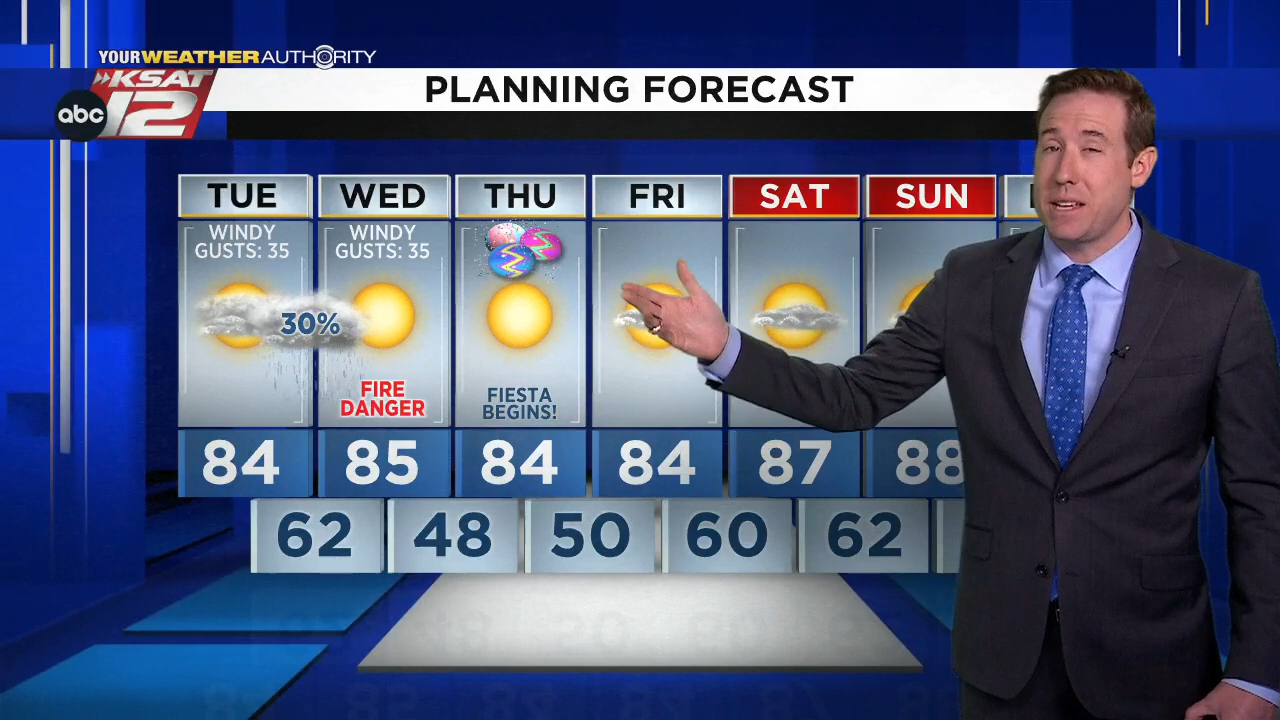 YOURWEATHERAUTHORITY
KSAT
abc 12
PLANNING FORECAST
TUE WED THU FRI SAT SUN
WINDY WINDY
GUSTS: 35 GUSTS: 35
30%
FIRE FIESTA
DANGER BEGINS!
84 85 84 84 87 88
62 48 50 60 62